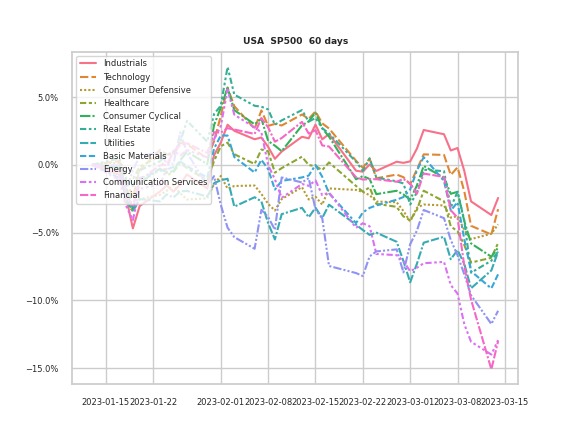 USA SP500 60 days
Industrials
Technology
Consumer Defensive
Healthcare
Consumer Cyclical
Real Estate
Utilities
Basic Materials
Energy
Communication Services
Financial
5.0%
0.0%
−5.0%
−10.0%
−15.0%
2023-01-15 2023-01-22 2023-02-01 2023-02-08 2023-02-15 2023-02-22 2023-03-01 2023-03-08 2023-03-15